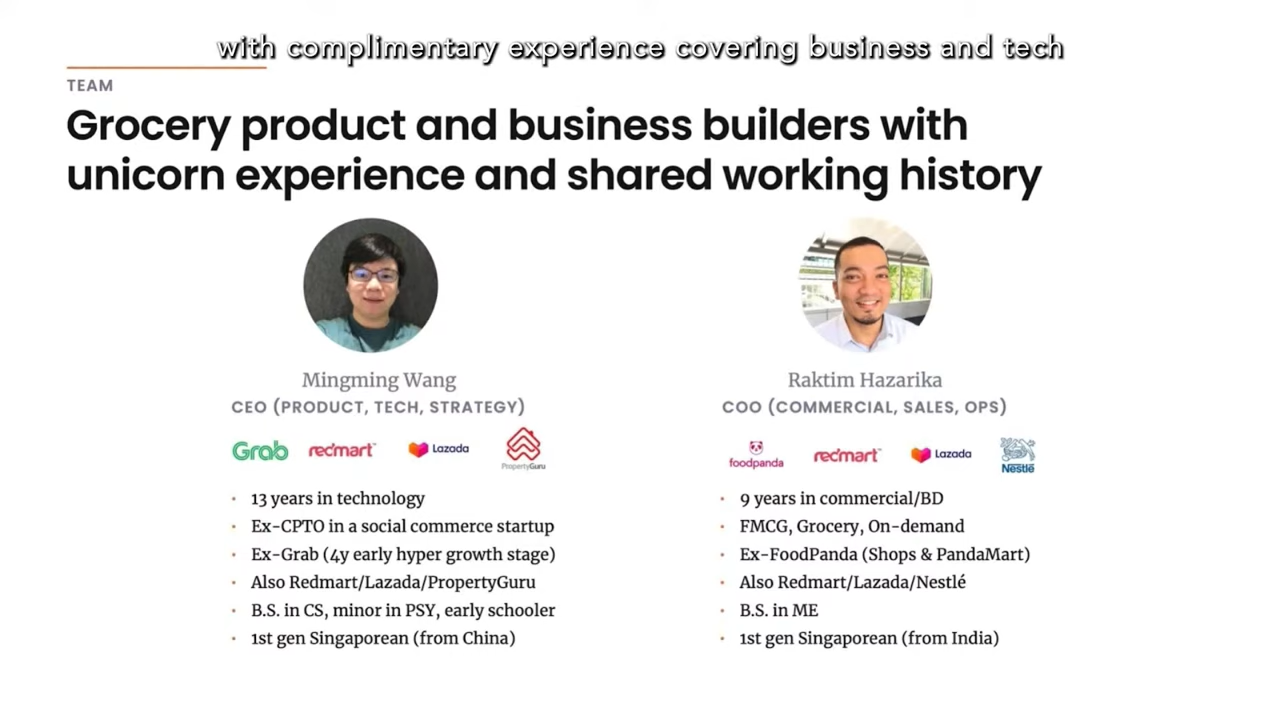 with complimentary experience covering business and tech
TEAM
Grocery product and business builders with
unicorn experience and shared working history
Mingming Wang
CEO (PRODUCT, TECH, STRATEGY)
Grab redmart™ Lazada PropertyGuru
13 years in technology
Ex-CPTO in a social commerce startup
Ex-Grab (4y early hyper growth stage)
Also Redmart/Lazada/PropertyGuru
B.S. in CS, minor in PSY, early schooler
1st gen Singaporean (from China)
Raktim Hazarika
COO (COMMERCIAL, SALES, OPS)
foodpanda redmart™ Lazada Nestlé
9 years in commercial/BD
FMCG, Grocery, On-demand
Ex-FoodPanda (Shops & PandaMart)
Also Redmart/Lazada/Nestlé
B.S. in ME
1st gen Singaporean (from India)